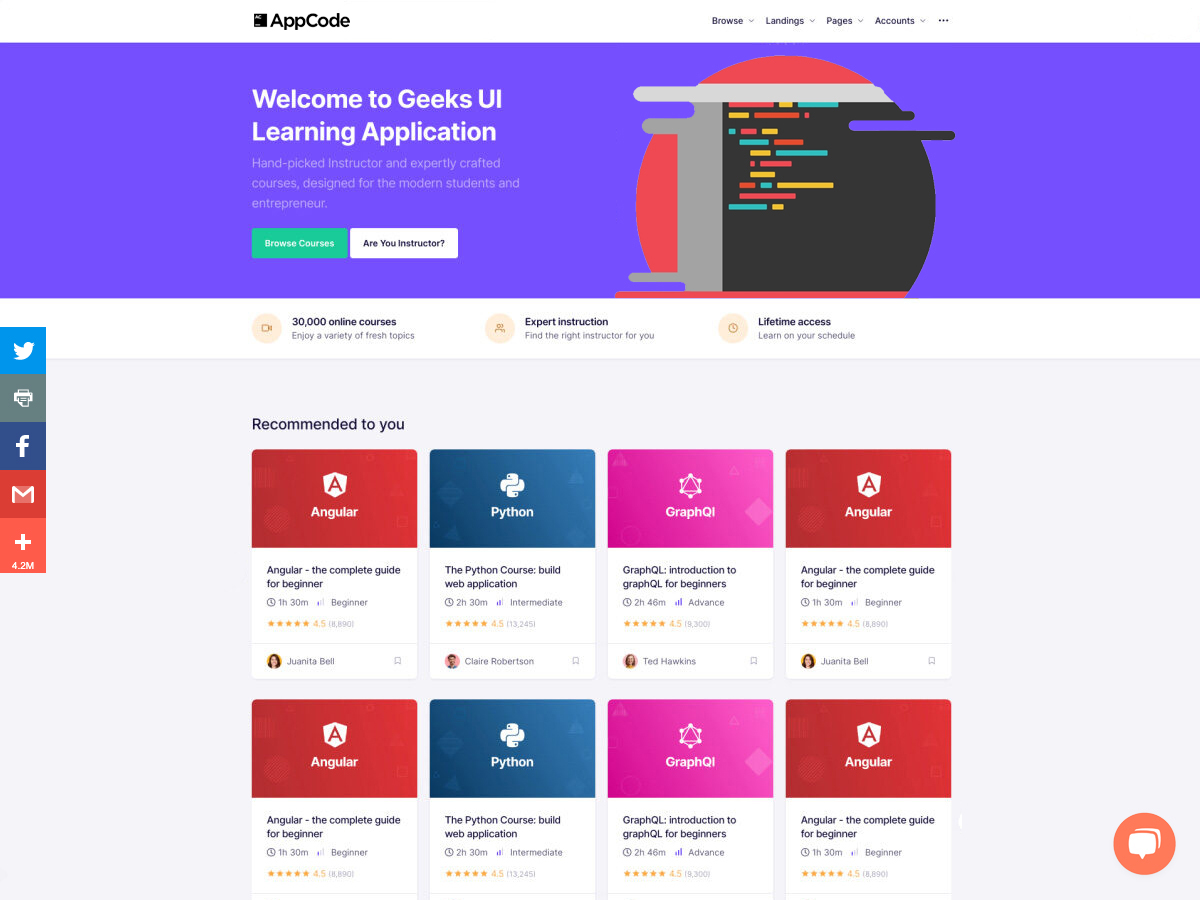 AppCode
Browse Landings Pages Accounts
Welcome to Geeks UI
Learning Application
Hand-picked Instructor and expertly crafted
courses, designed for the modern students and
entrepreneur.
Browse Courses Are You Instructor?
30,000 online courses
Enjoy a variety of fresh topics
Expert instruction
Find the right instructor for you
Lifetime access
Learn on your schedule
4.2M
Recommended to you
Angular
Angular - the complete guide
for beginner
1h 30m Beginner
4.5 (8,890)
Juanita Bell
Python
The Python Course: build
web application
2h 30m Intermediate
4.5 (13,245)
Claire Robertson
GraphQl
GraphQL: introduction to
graphQL for beginners
2h 46m Advance
4.5 (9,300)
Ted Hawkins
Angular
Angular - the complete guide
for beginner
1h 30m Beginner
4.5 (8,890)
Juanita Bell
Angular
Angular - the complete guide
for beginner
1h 30m Beginner
4.5 (8,890)
Python
The Python Course: build
web application
2h 30m Intermediate
4.5 (13,245)
GraphQl
GraphQL: introduction to
graphQL for beginners
2h 46m Advance
4.5 (9,300)
Angular
Angular - the complete guide
for beginner
1h 30m Beginner
4.5 (8,890)